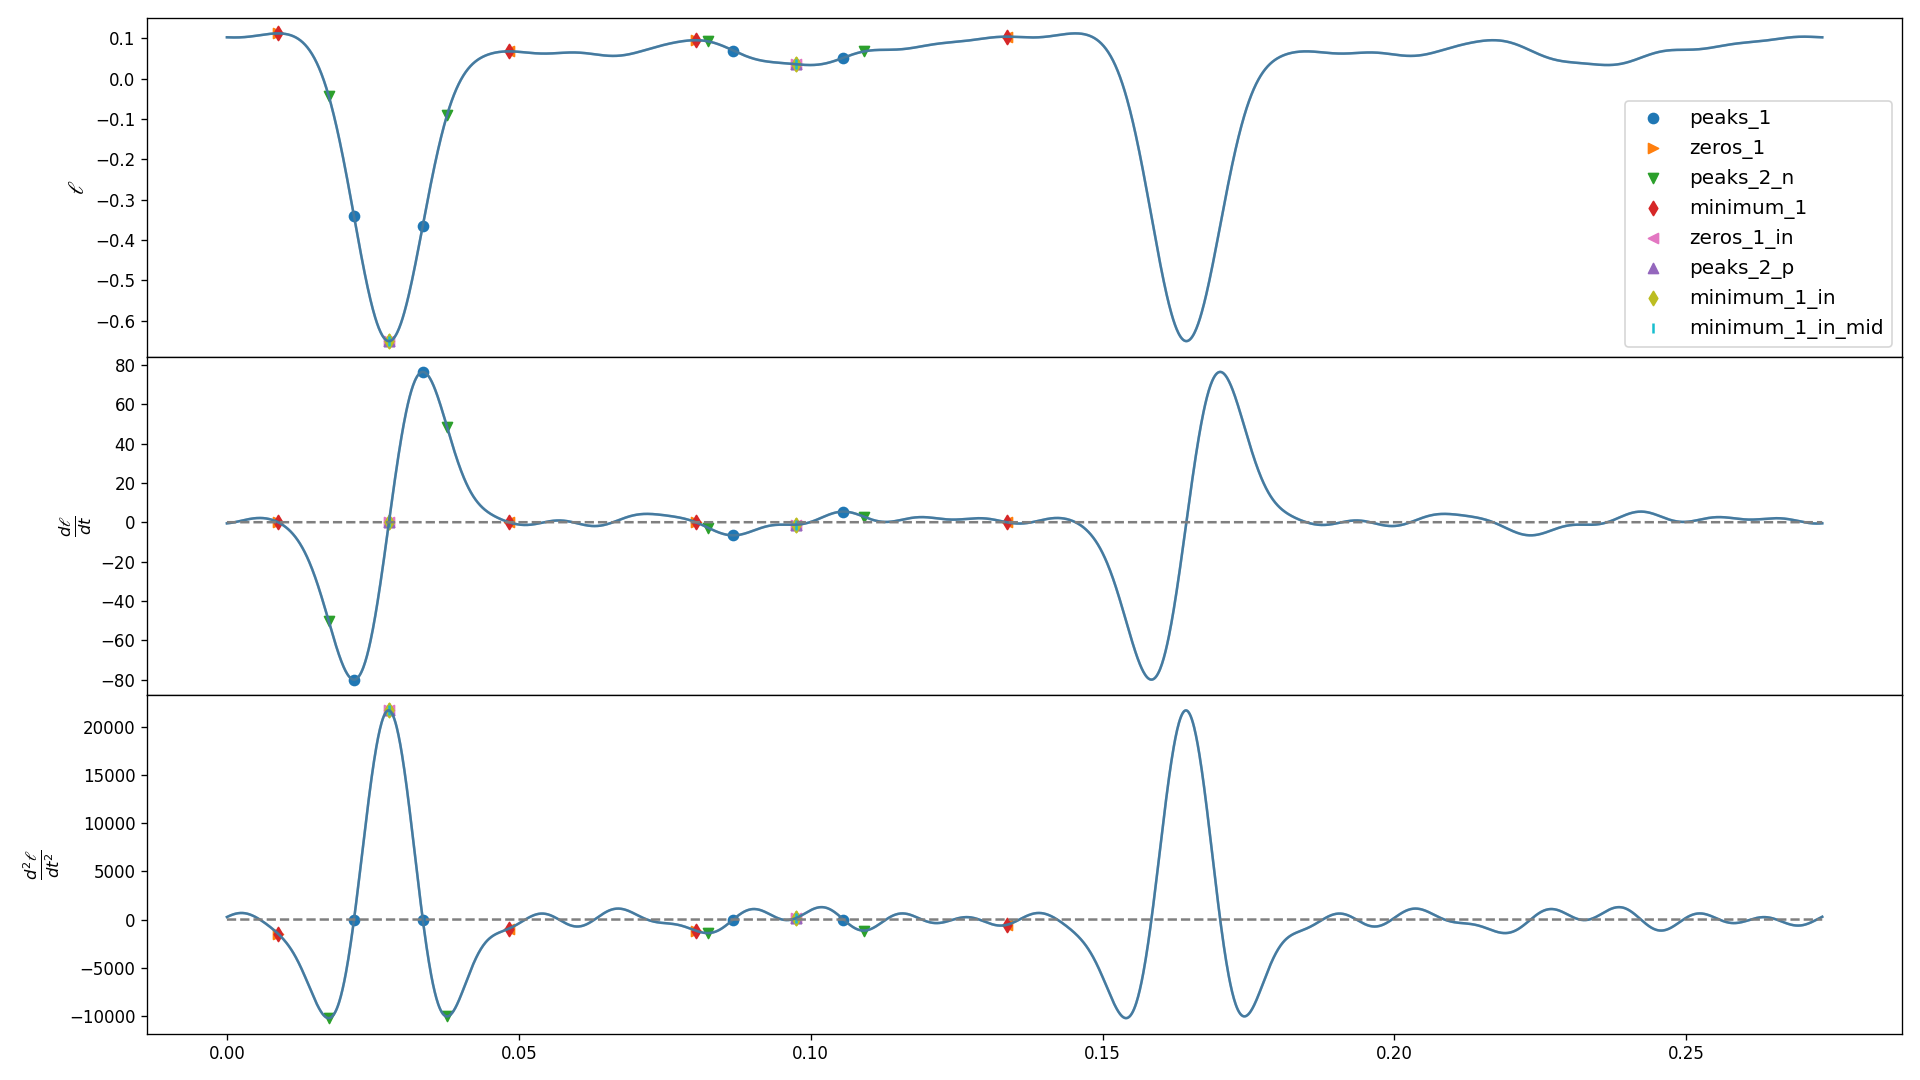 0.1
0.0
−0.1
−0.2
−0.3
−0.4
−0.5
−0.6
ℓ
peaks_1
zeros_1
peaks_2_n
minimum_1
zeros_1_in
peaks_2_p
minimum_1_in
minimum_1_in_mid
80
60
40
20
0
−20
−40
−60
−80
dℓ
dt
20000
15000
10000
5000
0
−5000
−10000
d²ℓ
dt²
0.00 0.05 0.10 0.15 0.20 0.25